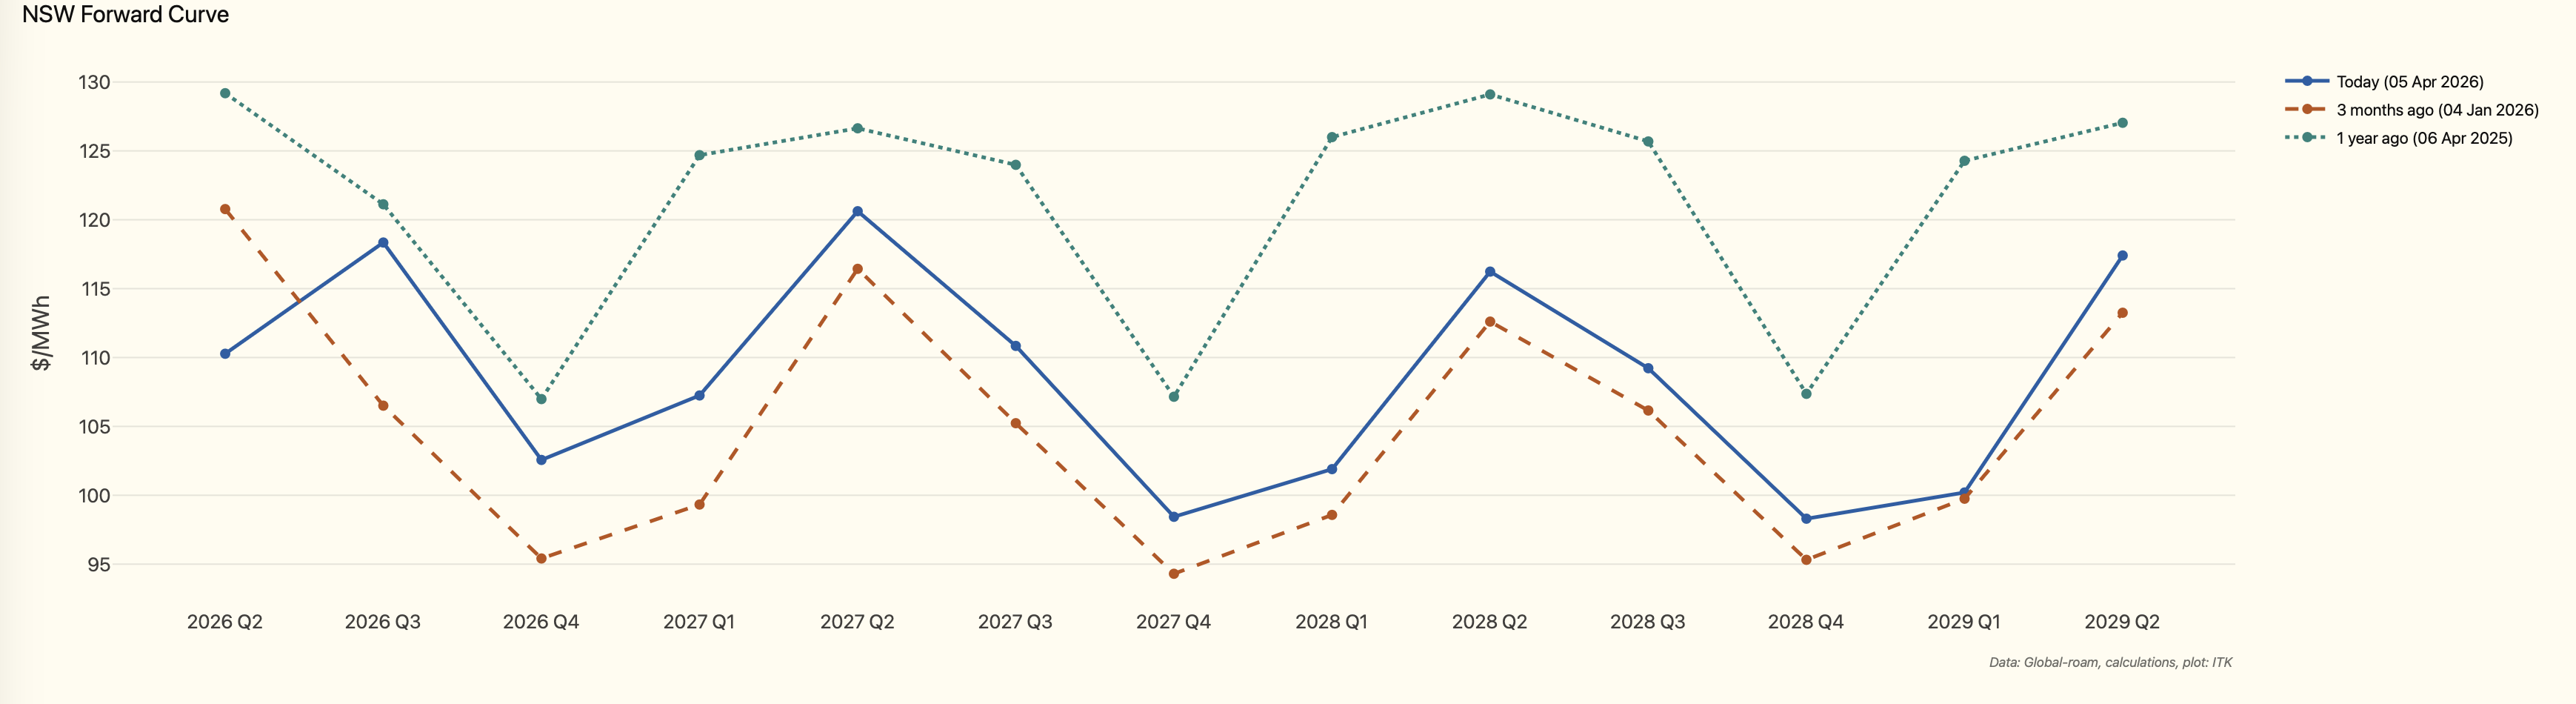 NSW Forward Curve
130
125
120
115
110
105
100
95
$/MWh
2026 Q2 2026 Q3 2026 Q4 2027 Q1 2027 Q2 2027 Q3 2027 Q4 2028 Q1 2028 Q2 2028 Q3 2028 Q4 2029 Q1 2029 Q2
Today (05 Apr 2026)
3 months ago (04 Jan 2026)
1 year ago (06 Apr 2025)
Data: Global-roam, calculations, plot: ITK